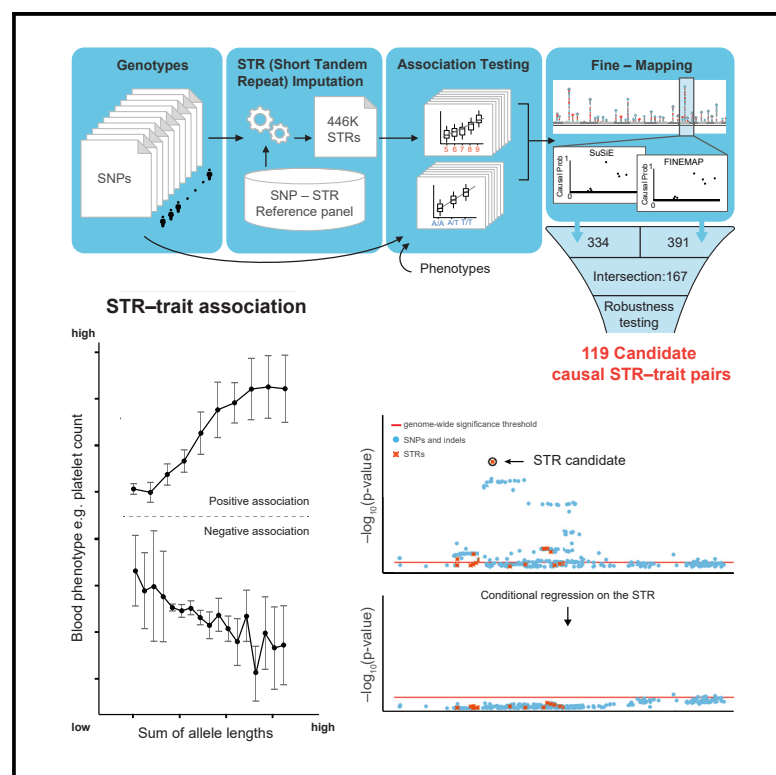 Genotypes
SNPs
STR (Short Tandem
Repeat) Imputation
446K
STRs
SNP – STR
Reference panel
Association Testing
5 6 7 8 9
A/A A/T T/T
Phenotypes
Fine – Mapping
SuSiE
Causal Prob
1
0
FINEMAP
Causal Prob
1
0
334
391
Intersection:167
Robustness
testing
119 Candidate
causal STR–trait pairs
STR–trait association
high
Blood phenotype e.g. platelet count
Positive association
Negative association
low
Sum of allele lengths
high
genome-wide significance threshold
SNPs and indels
STRs
STR candidate
–log10(p-value)
Conditional regression on the STR
–log10(p-value)